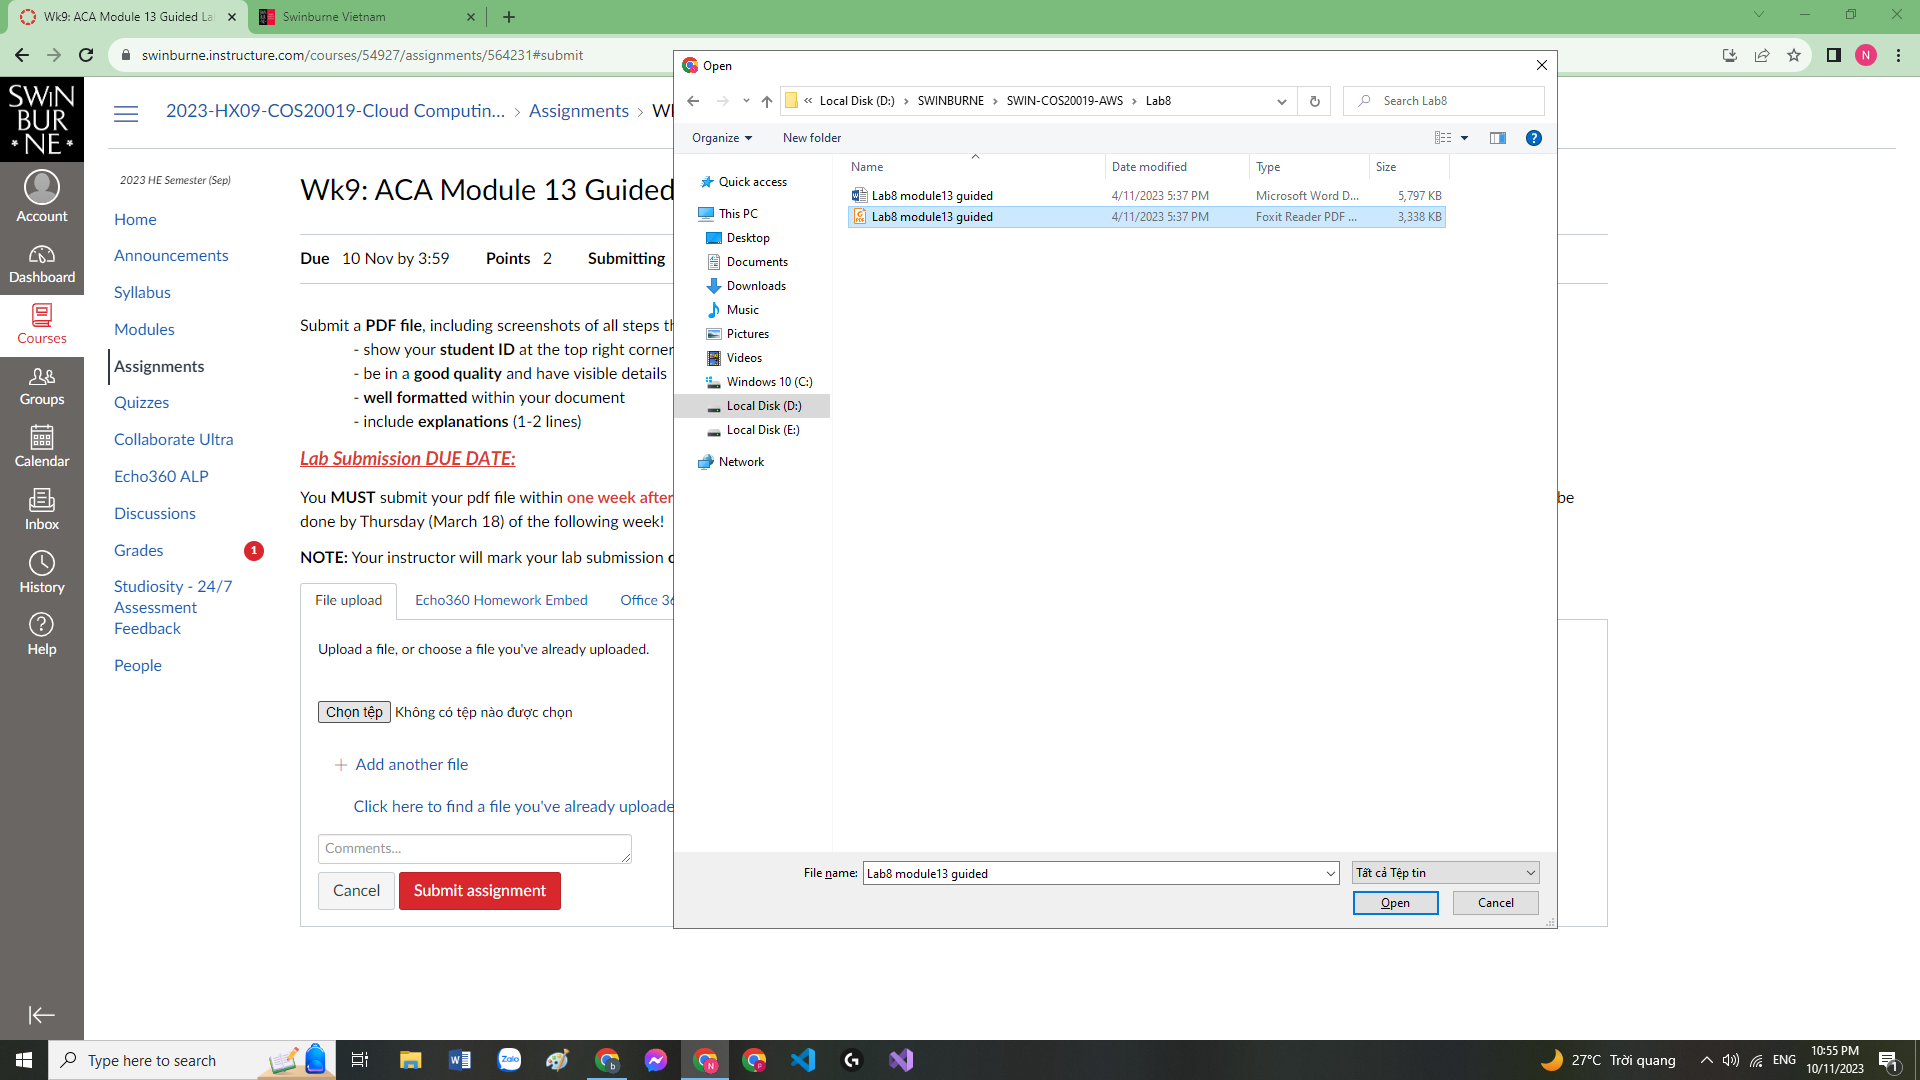 Wk9: ACA Module 13 Guided La
Swinburne Vietnam
swinburne.instructure.com/courses/54927/assignments/564231#submit
N
SWIN
BUR
NE
Account
Dashboard
Courses
Groups
Calendar
Inbox
History
Help
2023-HX09-COS20019-Cloud Computin... > Assignments > W
2023 HE Semester (Sep)
Home
Announcements
Syllabus
Modules
Assignments
Quizzes
Collaborate Ultra
Echo360 ALP
Discussions
Grades 1
Studiosity - 24/7
Assessment
Feedback
People
Wk9: ACA Module 13 Guided
Due 10 Nov by 3:59 Points 2 Submitting
Submit a PDF file, including screenshots of all steps th
- show your student ID at the top right corner
- be in a good quality and have visible details
- well formatted within your document
- include explanations (1-2 lines)
Lab Submission DUE DATE:
You MUST submit your pdf file within one week after be
done by Thursday (March 18) of the following week!
NOTE: Your instructor will mark your lab submission
File upload Echo360 Homework Embed Office 36
Upload a file, or choose a file you've already uploaded.
Chọn tệp Không có tệp nào được chọn
+ Add another file
Click here to find a file you've already uploade
Comments...
Cancel Submit assignment
Open
« Local Disk (D:) > SWINBURNE > SWIN-COS20019-AWS > Lab8
Search Lab8
Organize New folder
Quick access
This PC
Desktop
Documents
Downloads
Music
Pictures
Videos
Windows 10 (C:)
Local Disk (D:)
Local Disk (E:)
Network
Name Date modified Type Size
Lab8 module13 guided 4/11/2023 5:37 PM Microsoft Word D... 5,797 KB
Lab8 module13 guided 4/11/2023 5:37 PM Foxit Reader PDF ... 3,338 KB
File name: Lab8 module13 guided Tất cả Tệp tin
Open Cancel
Type here to search
Zalo
27°C Trời quang
ENG
10:55 PM
10/11/2023
1